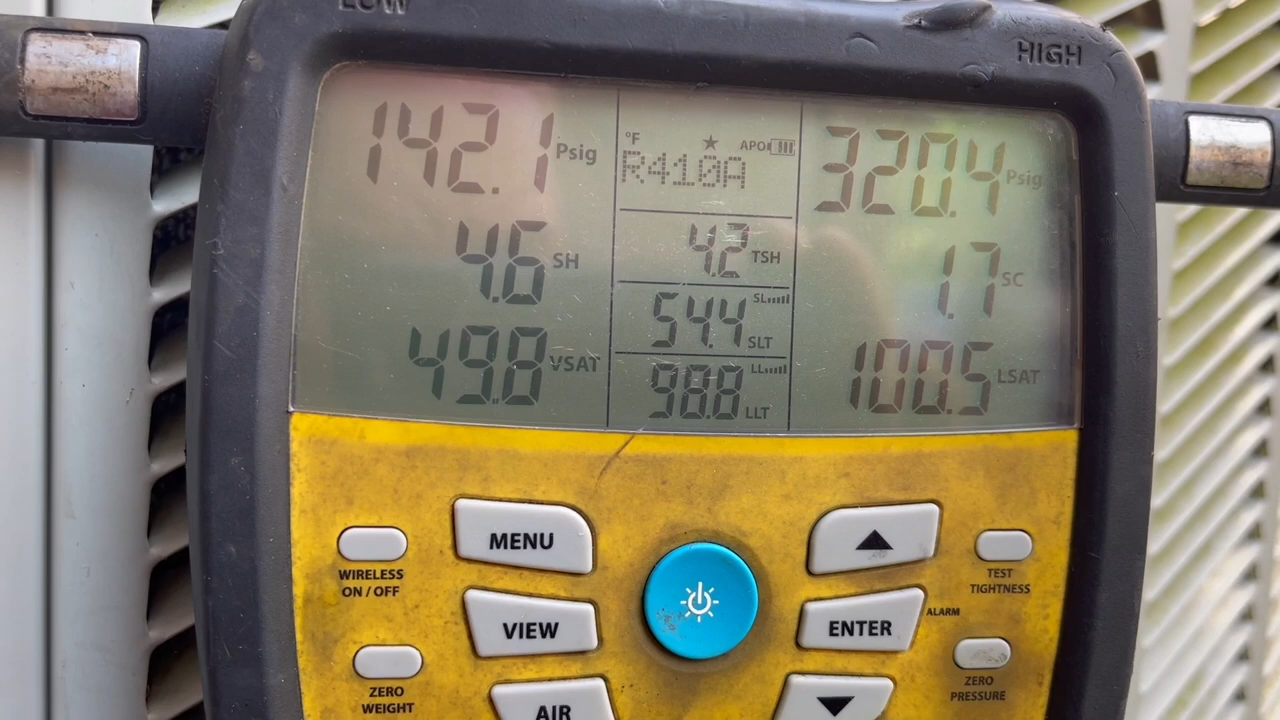 LOW
HIGH
142.1 Psig
°F
APO
R410A
320.4 Psig
4.6 SH
4.2 TSH
1.7 SC
SL
54.4 SLT
49.8 VSAT
LL
98.8 LLT
100.5 LSAT
MENU
WIRELESS
ON / OFF
TEST
TIGHTNESS
VIEW
ENTER
ALARM
ZERO
WEIGHT
ZERO
PRESSURE
AIR